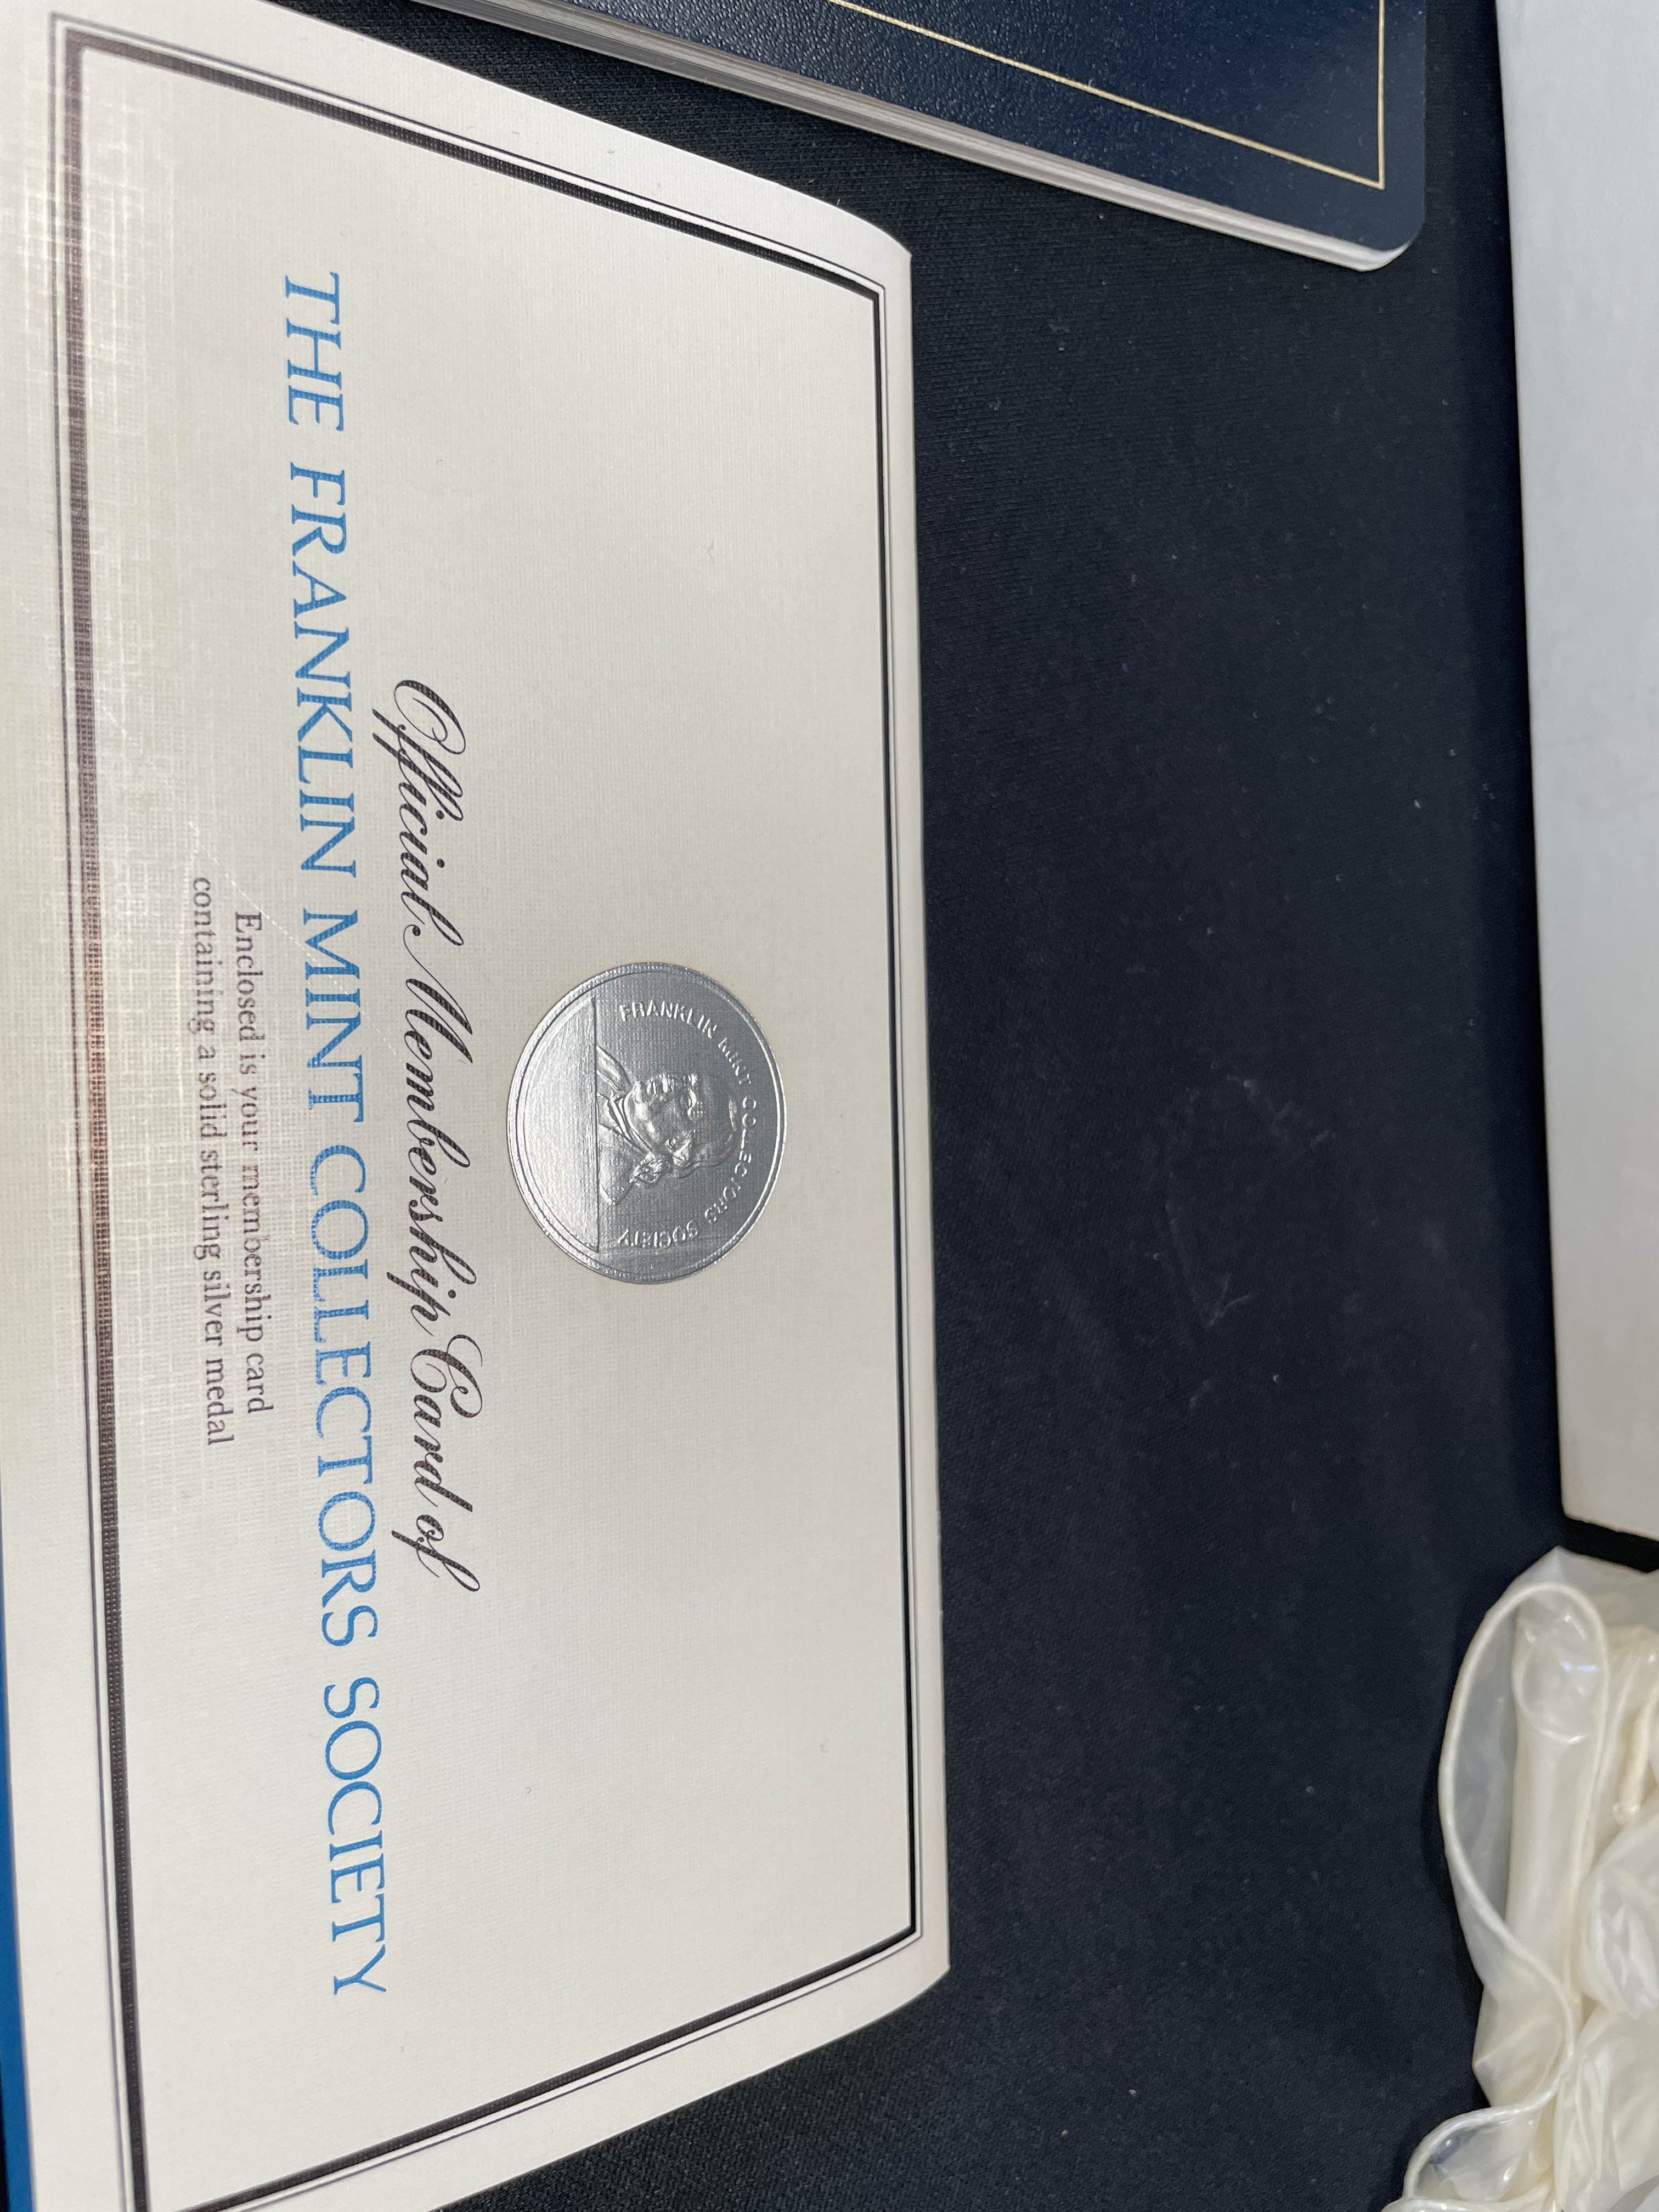 FRANKLIN MINT COLLECTORS SOCIETY
Official Membership Card of
THE FRANKLIN MINT COLLECTORS SOCIETY
Enclosed is your membership card
containing a solid sterling silver medal